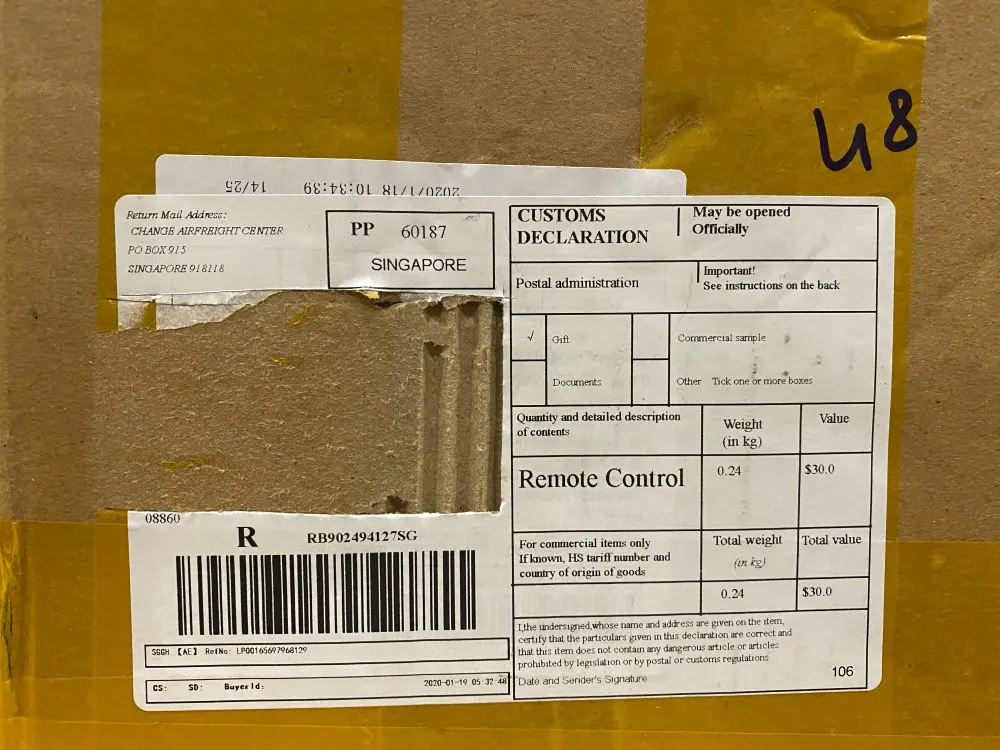 48
2020/1/18 10:34:39 14/25
Return Mail Address:
CHANGE AIRFREIGHT CENTER
PO BOX 915
SINGAPORE 918118
PP 60187
SINGAPORE
08860
R RB902494127SG
SGGH 【AE】 RefNo: LP00165697968129
CS: SD: Buyer Id: 2020-01-19 05:32:48
CUSTOMS
DECLARATION
May be opened
Officially
Postal administration
Important!
See instructions on the back
√ Gift
Commercial sample
Documents
Other Tick one or more boxes
Quantity and detailed description
of contents
Weight
(in kg)
Value
Remote Control
0.24
$30.0
For commercial items only
If known, HS tariff number and
country of origin of goods
Total weight
(in kg)
Total value
0.24
$30.0
I,the undersigned,whose name and address are given on the item,
certify that the particulars given in this declaration are correct and
that this item does not contain any dangerous article or articles
prohibited by legislation or by postal or customs regulations
Date and Sender's Signature
106